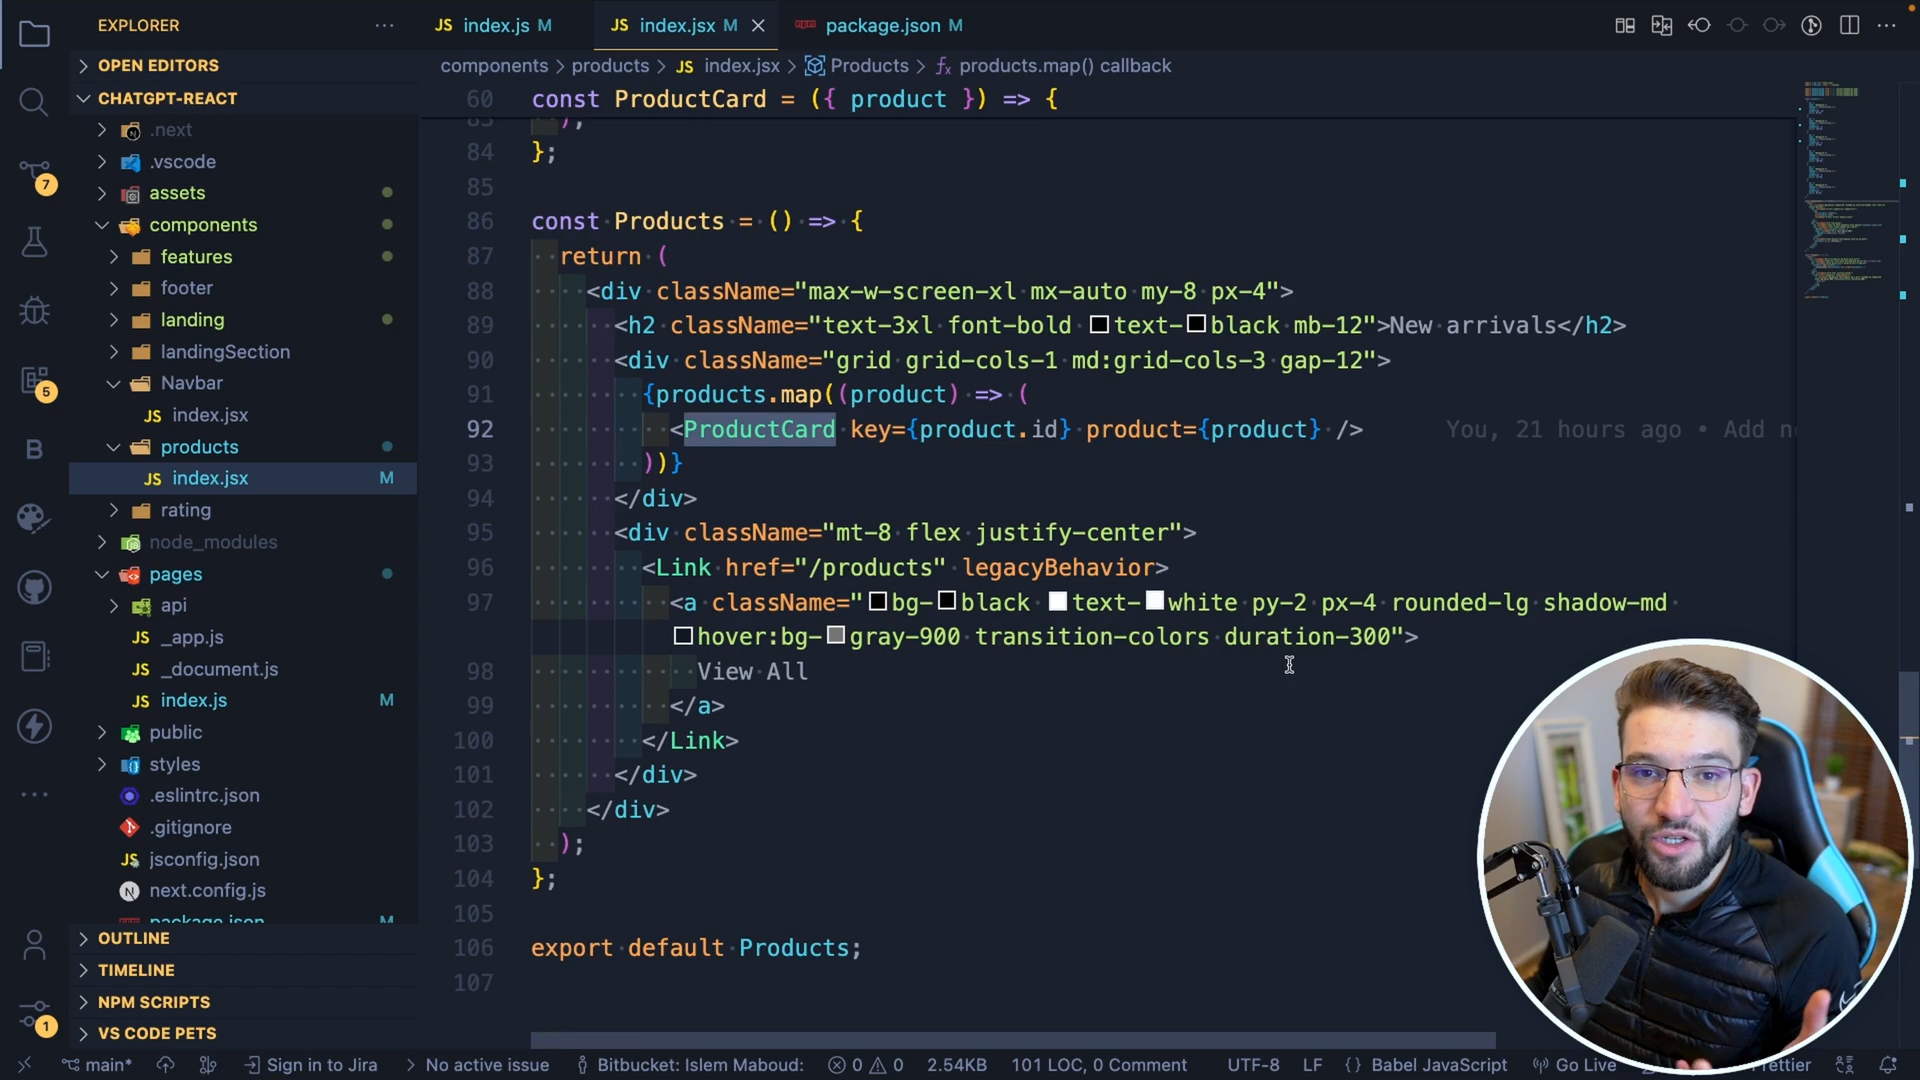 EXPLORER
index.js M
index.jsx M
package.json M
components > products > JS index.jsx > Products > products.map() callback
OPEN EDITORS
CHATGPT-REACT
.next
.vscode
assets
components
features
footer
landing
landingSection
Navbar
JS index.jsx
products
JS index.jsx M
rating
node_modules
pages
api
JS _app.js
JS _document.js
JS index.js M
public
styles
.eslintrc.json
.gitignore
JS jsconfig.json
next.config.js
package.json M
OUTLINE
TIMELINE
NPM SCRIPTS
VS CODE PETS
7
5
B
1
60 const ProductCard = ({ product }) => {
83 );
84 };
85
86 const Products = () => {
87 return (
88 <div className="max-w-screen-xl mx-auto my-8 px-4">
89 <h2 className="text-3xl font-bold text-black mb-12">New arrivals</h2>
90 <div className="grid grid-cols-1 md:grid-cols-3 gap-12">
91 {products.map((product) => (
92 <ProductCard key={product.id} product={product} /> You, 21 hours ago • Add
93 ))}
94 </div>
95 <div className="mt-8 flex justify-center">
96 <Link href="/products" legacyBehavior>
97 <a className="bg-black text-white py-2 px-4 rounded-lg shadow-md
hover:bg-gray-900 transition-colors duration-300">
98 View All
99 </a>
100 </Link>
101 </div>
102 </div>
103 );
104 };
105
106 export default Products;
107
main* Sign in to Jira No active issue Bitbucket: Islem Maboud: 0 0 2.54KB 101 LOC, 0 Comment UTF-8 LF {} Babel JavaScript Go Live Prettier